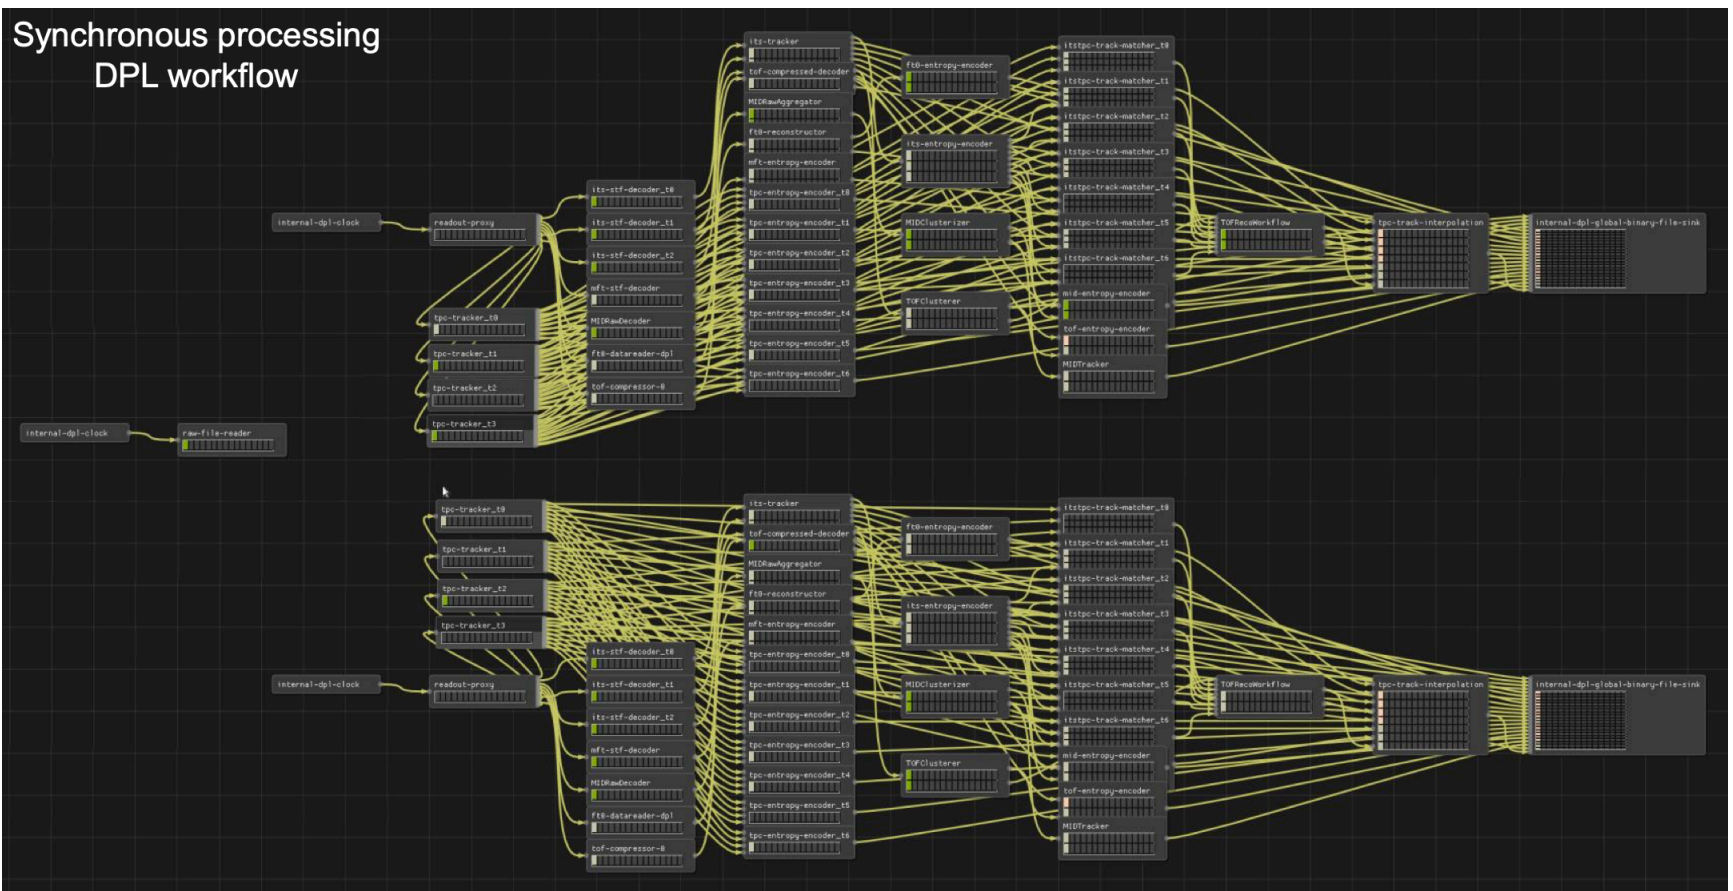 Synchronous processing
DPL workflow
internal-dpl-clock
raw-file-reader
internal-dpl-clock
readout-proxy
tpc-tracker_t0
tpc-tracker_t1
tpc-tracker_t2
tpc-tracker_t3
its-stf-decoder_t0
its-stf-decoder_t1
its-stf-decoder_t2
mft-stf-decoder
MIDRawDecoder
ft0-datareader-dpl
tof-compressor-0
its-tracker
tof-compressed-decoder
MIDRawAggregator
ft0-reconstructor
mft-entropy-encoder
tpc-entropy-encoder_t0
tpc-entropy-encoder_t1
tpc-entropy-encoder_t2
tpc-entropy-encoder_t3
tpc-entropy-encoder_t4
tpc-entropy-encoder_t5
tpc-entropy-encoder_t6
ft0-entropy-encoder
its-entropy-encoder
MIDClusterizer
TOFClusterer
itstpc-track-matcher_t0
itstpc-track-matcher_t1
itstpc-track-matcher_t2
itstpc-track-matcher_t3
itstpc-track-matcher_t4
itstpc-track-matcher_t5
itstpc-track-matcher_t6
mid-entropy-encoder
tof-entropy-encoder
MIDTracker
TOFRecoWorkflow
tpc-track-interpolation
internal-dpl-global-binary-file-sink
tpc-tracker_t0
tpc-tracker_t1
tpc-tracker_t2
tpc-tracker_t3
internal-dpl-clock
readout-proxy
its-stf-decoder_t0
its-stf-decoder_t1
its-stf-decoder_t2
mft-stf-decoder
MIDRawDecoder
ft0-datareader-dpl
tof-compressor-0
its-tracker
tof-compressed-decoder
MIDRawAggregator
ft0-reconstructor
mft-entropy-encoder
tpc-entropy-encoder_t0
tpc-entropy-encoder_t1
tpc-entropy-encoder_t2
tpc-entropy-encoder_t3
tpc-entropy-encoder_t4
tpc-entropy-encoder_t5
tpc-entropy-encoder_t6
ft0-entropy-encoder
its-entropy-encoder
MIDClusterizer
TOFClusterer
itstpc-track-matcher_t0
itstpc-track-matcher_t1
itstpc-track-matcher_t2
itstpc-track-matcher_t3
itstpc-track-matcher_t4
itstpc-track-matcher_t5
itstpc-track-matcher_t6
mid-entropy-encoder
tof-entropy-encoder
MIDTracker
TOFRecoWorkflow
tpc-track-interpolation
internal-dpl-global-binary-file-sink